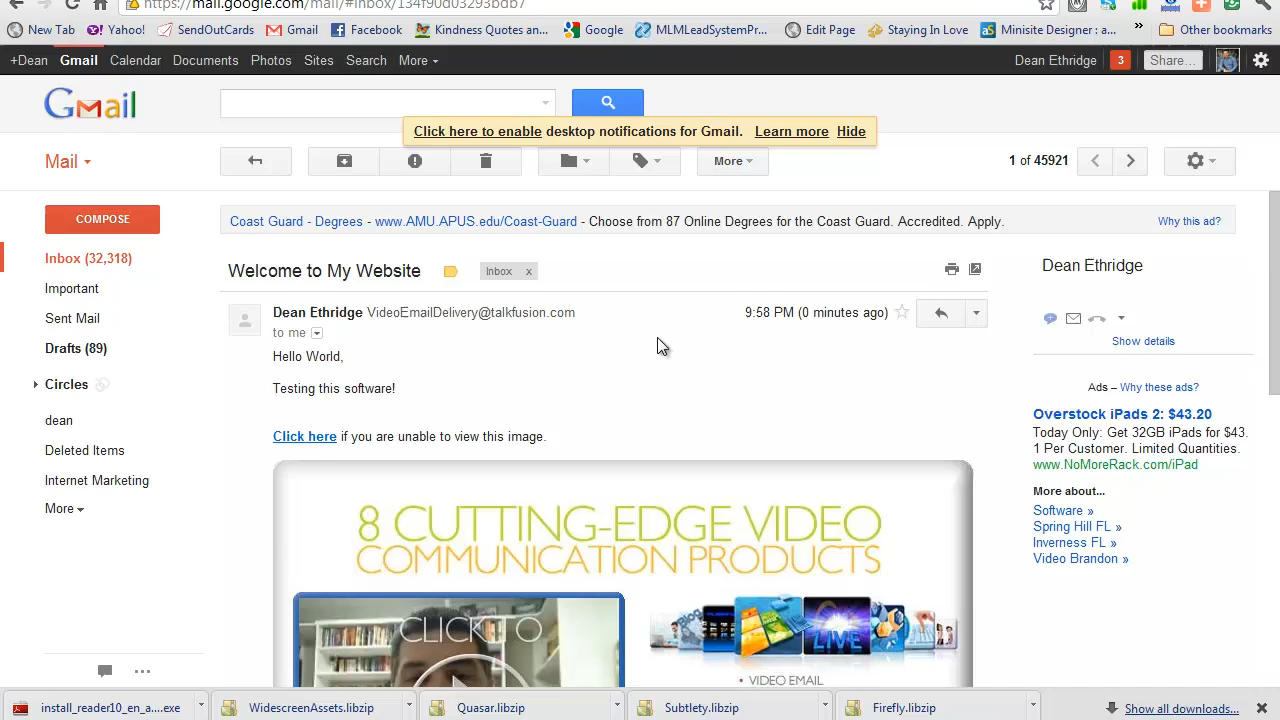 https://mail.google.com/mail/#inbox/134f90d03293bdb7
New Tab Yahoo! SendOutCards Gmail Facebook Kindness Quotes an... Google MLMLeadSystemPr... Edit Page Staying In Love Minisite Designer : a... » Other bookmarks
+Dean Gmail Calendar Documents Photos Sites Search More Dean Ethridge 3 Share...
Gmail
Click here to enable desktop notifications for Gmail. Learn more Hide
Mail More 1 of 45921
COMPOSE
Coast Guard - Degrees - www.AMU.APUS.edu/Coast-Guard - Choose from 87 Online Degrees for the Coast Guard. Accredited. Apply. Why this ad?
Inbox (32,318)
Important
Sent Mail
Drafts (89)
Circles
dean
Deleted Items
Internet Marketing
More
Welcome to My Website Inbox x
Dean Ethridge VideoEmailDelivery@talkfusion.com 9:58 PM (0 minutes ago)
to me
Hello World,
Testing this software!
Click here if you are unable to view this image.
8 CUTTING-EDGE VIDEO
COMMUNICATION PRODUCTS
CLICK TO
LIVE
• VIDEO EMAIL
Dean Ethridge
Show details
Ads – Why these ads?
Overstock iPads 2: $43.20
Today Only: Get 32GB iPads for $43.
1 Per Customer. Limited Quantities.
www.NoMoreRack.com/iPad
More about...
Software »
Spring Hill FL »
Inverness FL »
Video Brandon »
install_reader10_en_a....exe WidescreenAssets.libzip Quasar.libzip Subtlety.libzip Firefly.libzip Show all downloads...